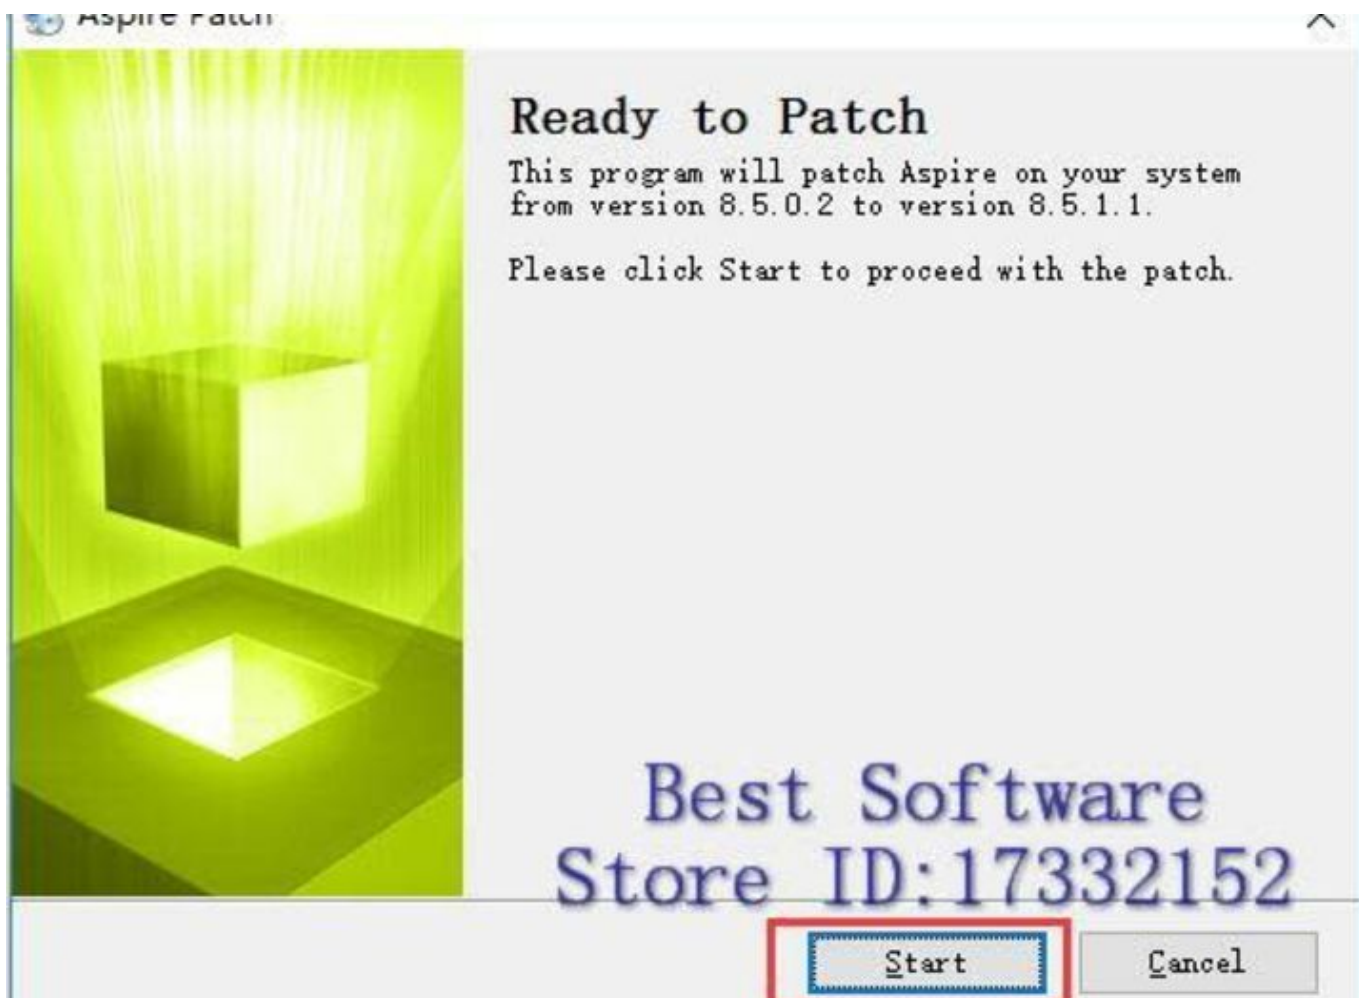 Aspire Patch
Ready to Patch
This program will patch Aspire on your system
from version 8.5.0.2 to version 8.5.1.1.
Please click Start to proceed with the patch.
Best Software
Store ID:17332152
Start
Cancel